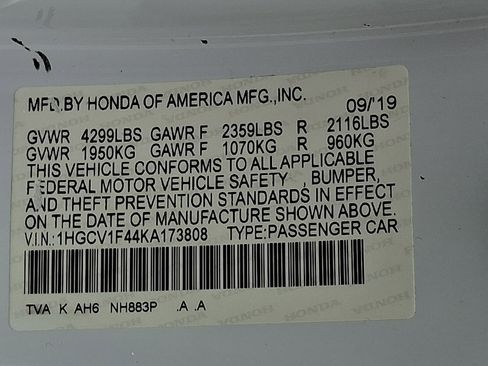 MFD.BY HONDA OF AMERICA MFG.,INC. 09/'19
GVWR 4299LBS GAWR F 2359LBS R 2116LBS
GVWR 1950KG GAWR F 1070KG R 960KG
THIS VEHICLE CONFORMS TO ALL APPLICABLE
FEDERAL MOTOR VEHICLE SAFETY , BUMPER,
AND THEFT PREVENTION STANDARDS IN EFFECT
ON THE DATE OF MANUFACTURE SHOWN ABOVE.
V.I.N.:1HGCV1F44KA173808 TYPE:PASSENGER CAR
TVA K AH6 NH883P .A .A